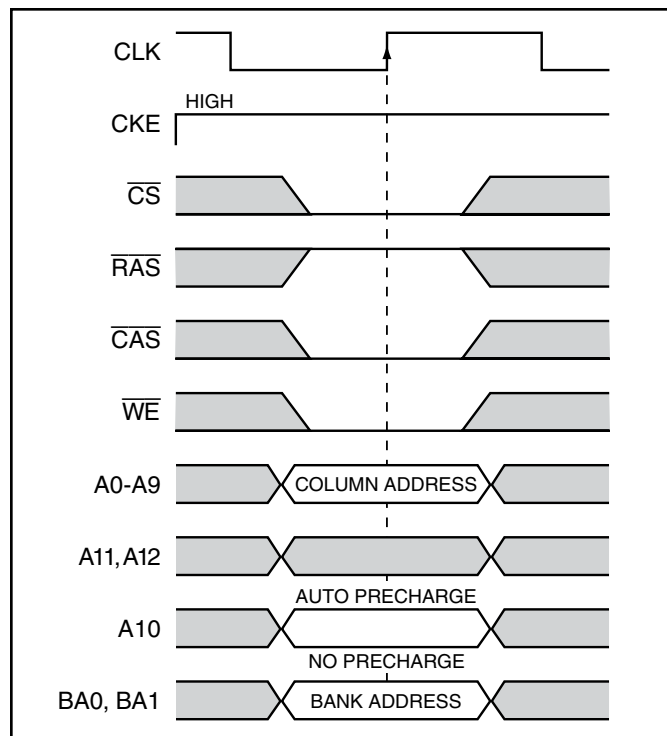 CLK
HIGH
CKE
CS
RAS
CAS
WE
A0-A9 COLUMN ADDRESS
A11, A12
AUTO PRECHARGE
A10
NO PRECHARGE
BA0, BA1 BANK ADDRESS